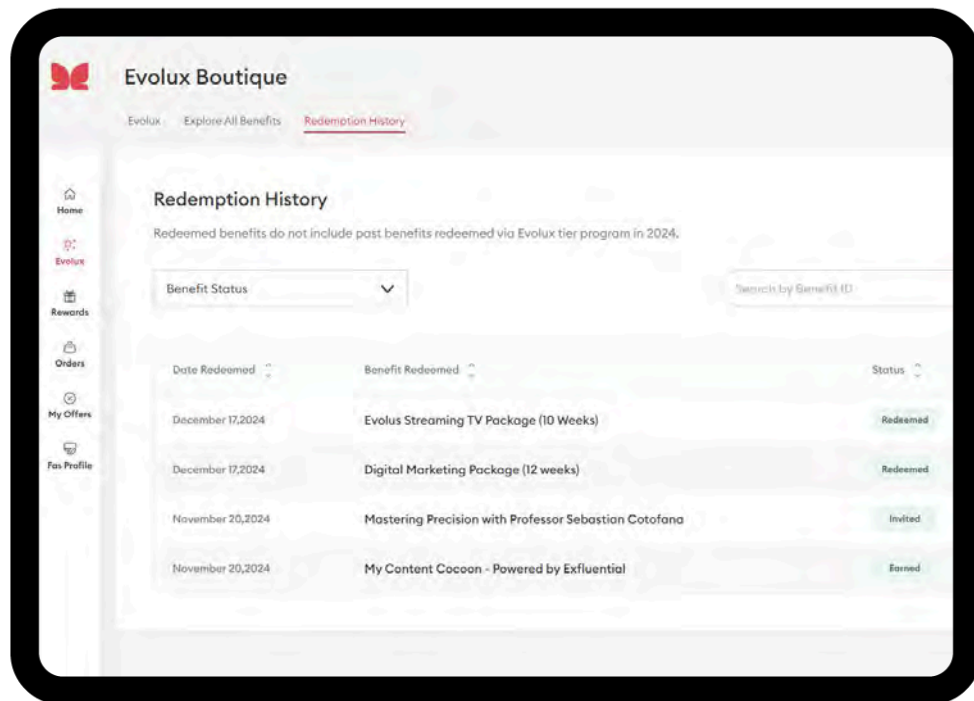 Evolux Boutique
Evolux Explore All Benefits Redemption History
Redemption History
Redeemed benefits do not include past benefits redeemed via Evolux tier program in 2024.
Benefit Status
Search by Benefit ID
Home
Evolux
Rewards
Orders
My Offers
Fas Profile
Date Redeemed Benefit Redeemed Status
December 17,2024 Evolus Streaming TV Package (10 Weeks) Redeemed
December 17,2024 Digital Marketing Package (12 weeks) Redeemed
November 20,2024 Mastering Precision with Professor Sebastian Cotofana Invited
November 20,2024 My Content Cocoon - Powered by Exfluential Earned